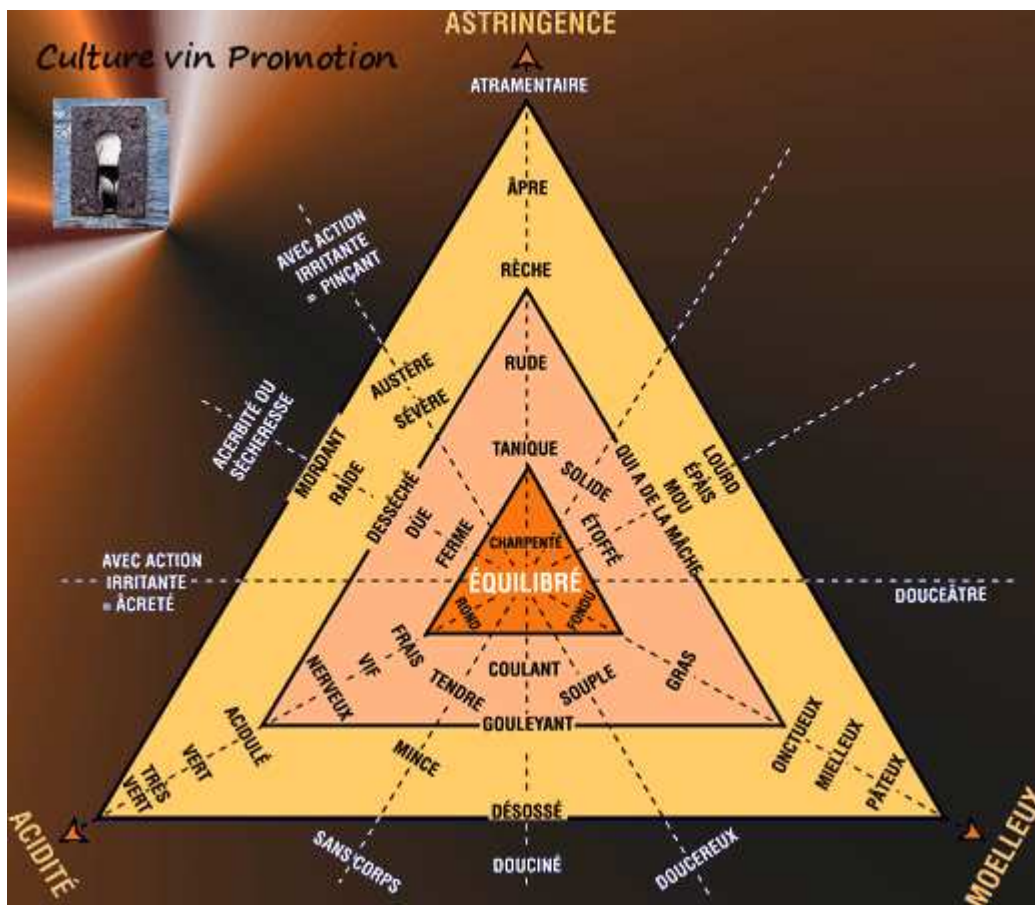 ASTRINGENCE
Culture vin Promotion
ATRAMENTAIRE
ÂPRE
AVEC ACTION
IRRITANTE
= PINÇANT
RÊCHE
RUDE
AUSTÈRE
SÉVÈRE
ACERBITÉ OU
SÈCHERESSE
MORDANT
RAÏDE
DESSÉCHÉ
DÜE
FERME
TANIQUE
SOLIDE
ÉTOFFÉ
QUI A DE LA MÂCHE
MOU
ÉPAIS
LOURD
CHARPENTÉ
ÉQUILIBRÉ
ROND
FONDU
AVEC ACTION
IRRITANTE
= ÂCRETÉ
DOUCEÂTRE
FRAIS
VIF
NERVEUX
TENDRE
COULANT
SOUPLE
GRAS
GOULEYANT
ACIDULÉ
VERT
TRÈS
VERT
MINCE
ONCTUEUX
MIELLEUX
PÂTEUX
DÉSOSSÉ
ACIDITÉ
SANS CORPS
DOUCINÉ
DOUCEREUX
MOELLEUX